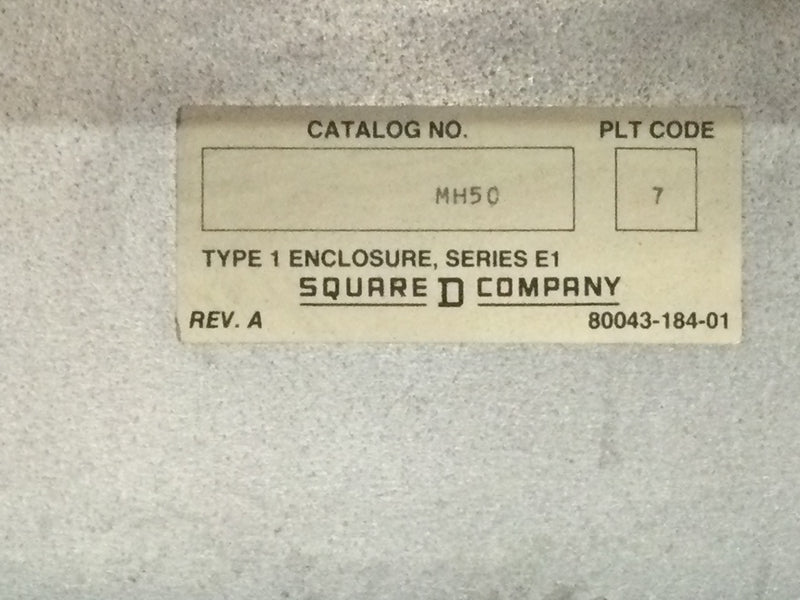 CATALOG NO. PLT CODE
MH50 7
TYPE 1 ENCLOSURE, SERIES E1
SQUARE D COMPANY
REV. A 80043-184-01